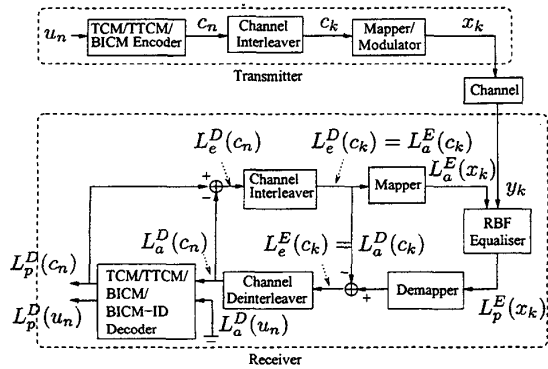 u_n
TCM/TTCM/
BICM Encoder
c_n
Channel
Interleaver
c_k
Mapper/
Modulator
x_k
Transmitter
Channel
L_e^D(c_n)
L_e^D(c_k) = L_a^E(c_k)
Channel
Interleaver
Mapper
L_a^E(x_k)
y_k
+
−
RBF
Equaliser
L_a^D(c_n)
L_e^E(c_k) = L_a^D(c_k)
L_p^D(c_n)
L_p^D(u_n)
TCM/TTCM/
BICM/
BICM−ID
Decoder
Channel
Deinterleaver
−
+
Demapper
L_p^E(x_k)
L_a^D(u_n)
Receiver